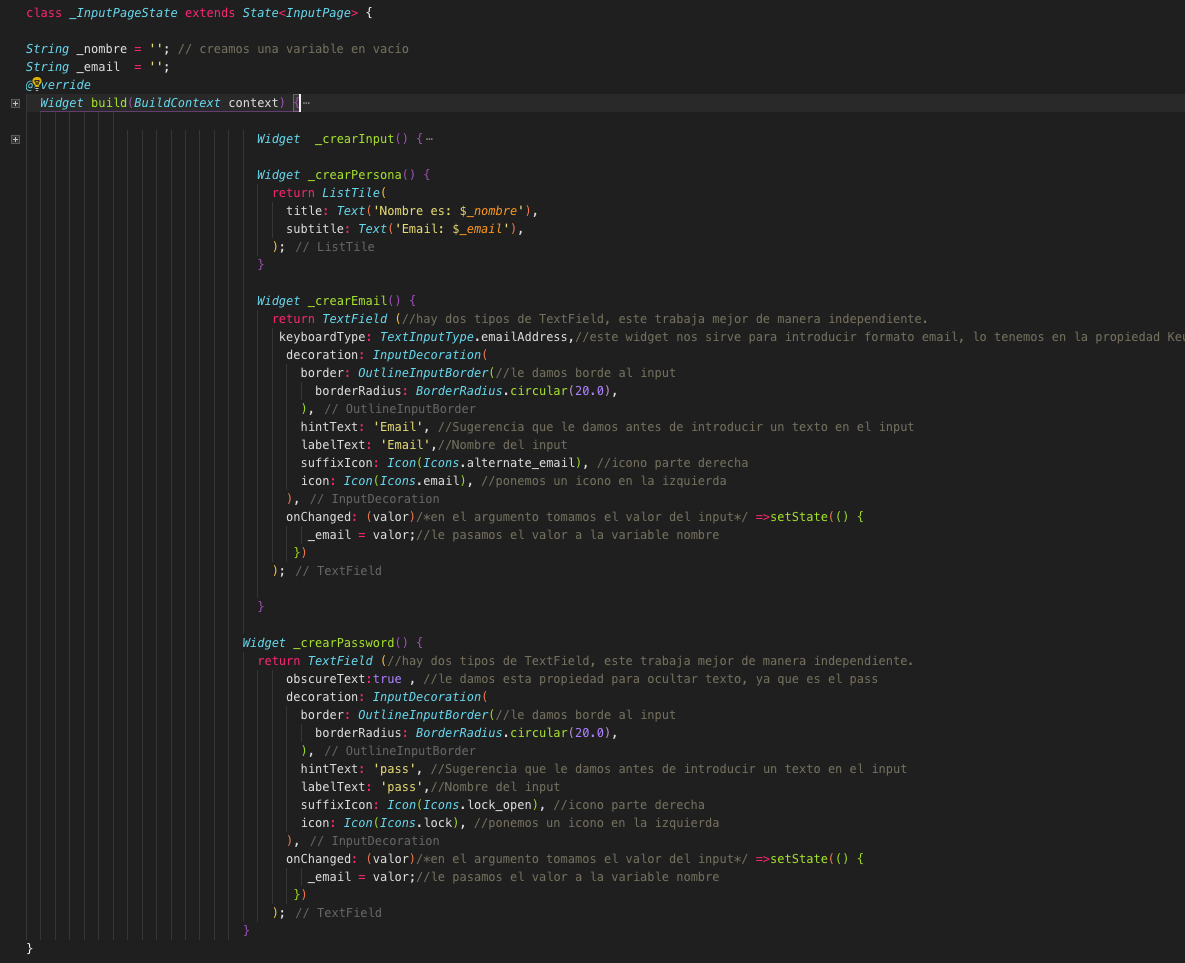 class _InputPageState extends State<InputPage> {
String _nombre = ''; // creamos una variable en vacío
String _email  = '';
@override
Widget build(BuildContext context) {⋯
Widget  _crearInput() {⋯
Widget _crearPersona() {
return ListTile(
title: Text('Nombre es: $_nombre'),
subtitle: Text('Email: $_email'),
); // ListTile
}
Widget _crearEmail() {
return TextField (//hay dos tipos de TextField, este trabaja mejor de manera independiente.
keyboardType: TextInputType.emailAddress,//este widget nos sirve para introducir formato email, lo tenemos en la propiedad
decoration: InputDecoration(
border: OutlineInputBorder(//le damos borde al input
borderRadius: BorderRadius.circular(20.0),
), // OutlineInputBorder
hintText: 'Email', //Sugerencia que le damos antes de introducir un texto en el input
labelText: 'Email',//Nombre del input
suffixIcon: Icon(Icons.alternate_email), //icono parte derecha
icon: Icon(Icons.email), //ponemos un icono en la izquierda
), // InputDecoration
onChanged: (valor)/*en el argumento tomamos el valor del input*/ =>setState(() {
_email = valor;//le pasamos el valor a la variable nombre
})
); // TextField
}
Widget _crearPassword() {
return TextField (//hay dos tipos de TextField, este trabaja mejor de manera independiente.
obscureText:true , //le damos esta propiedad para ocultar texto, ya que es el pass
decoration: InputDecoration(
border: OutlineInputBorder(//le damos borde al input
borderRadius: BorderRadius.circular(20.0),
), // OutlineInputBorder
hintText: 'pass', //Sugerencia que le damos antes de introducir un texto en el input
labelText: 'pass',//Nombre del input
suffixIcon: Icon(Icons.lock_open), //icono parte derecha
icon: Icon(Icons.lock), //ponemos un icono en la izquierda
), // InputDecoration
onChanged: (valor)/*en el argumento tomamos el valor del input*/ =>setState(() {
_email = valor;//le pasamos el valor a la variable nombre
})
); // TextField
}
}